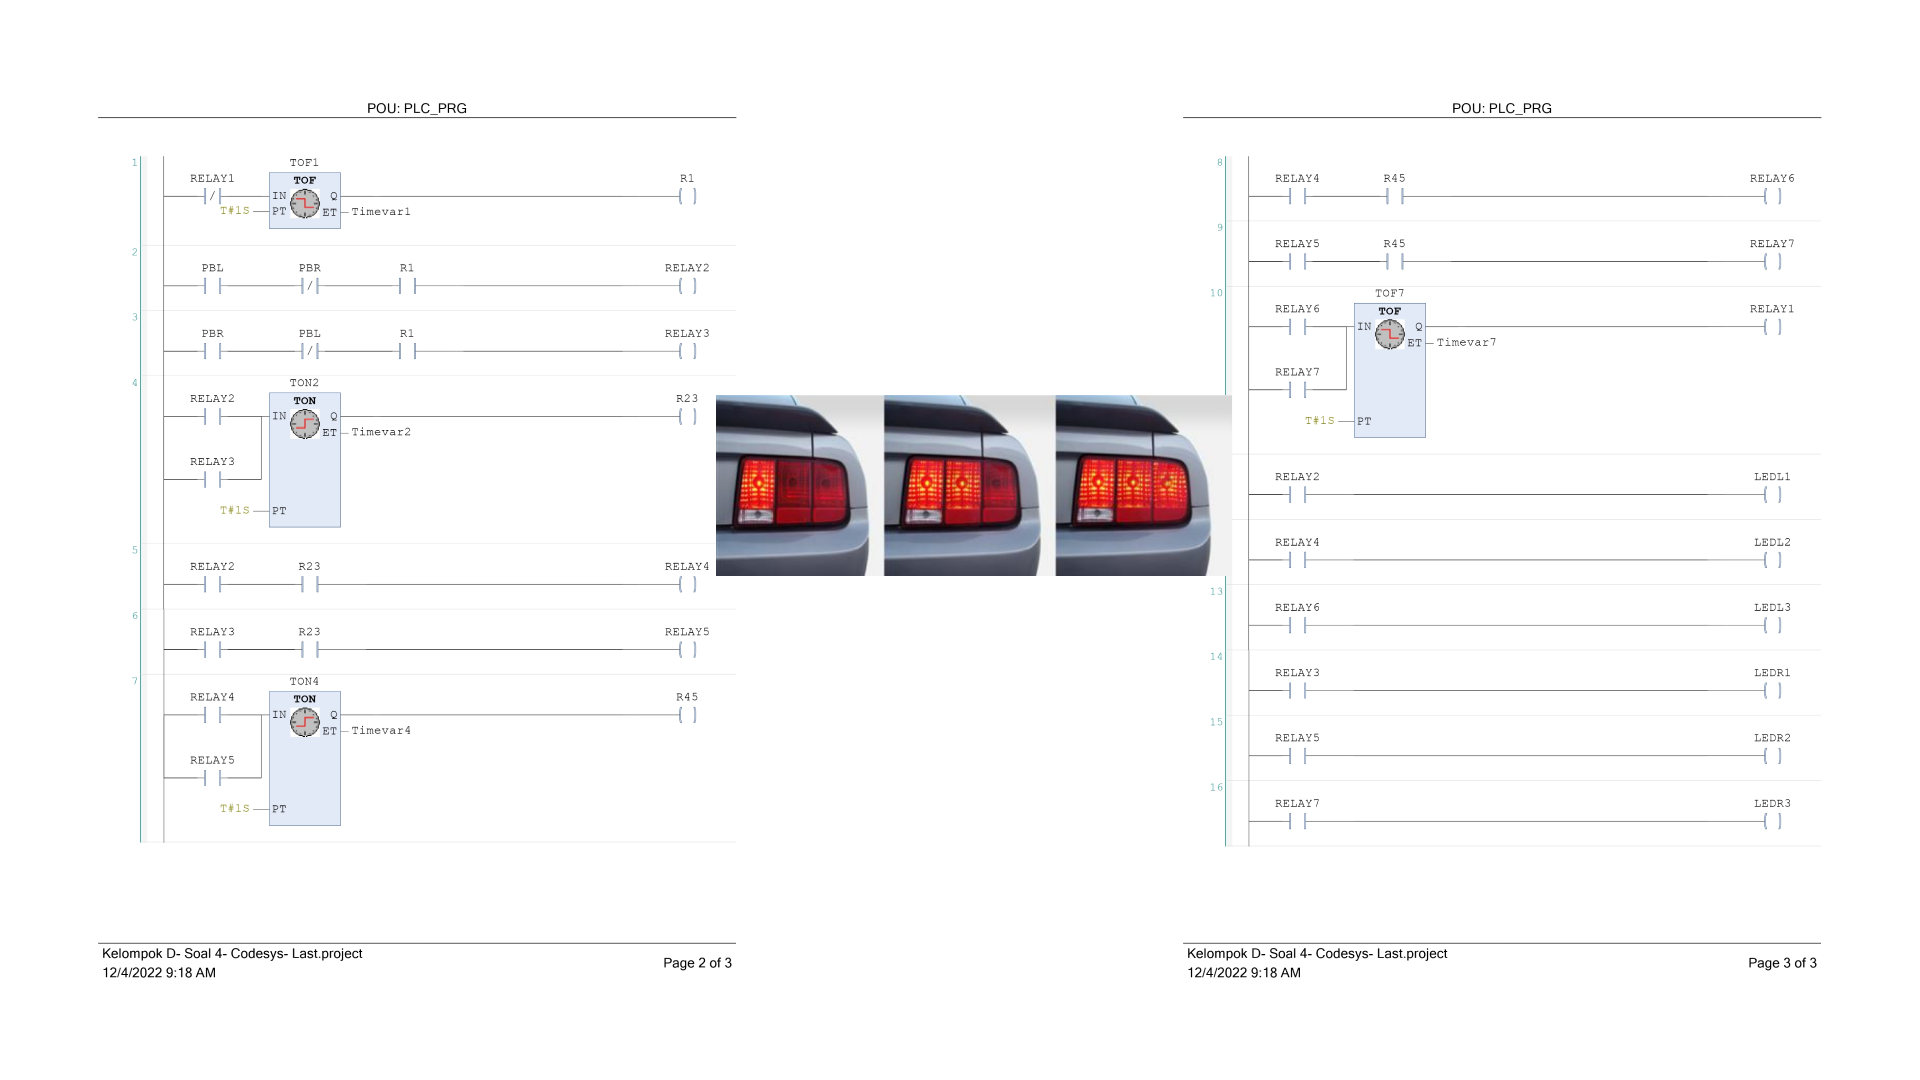 POU: PLC_PRG
1
TOF1
RELAY1 TOF R1
IN Q
T#1S PT ET Timevar1
2
PBL PBR R1 RELAY2
3
PBR PBL R1 RELAY3
4
TON2
RELAY2 TON R23
IN Q
ET Timevar2
RELAY3
T#1S PT
5
RELAY2 R23 RELAY4
6
RELAY3 R23 RELAY5
7
TON4
RELAY4 TON R45
IN Q
ET Timevar4
RELAY5
T#1S PT
Kelompok D- Soal 4- Codesys- Last.project
12/4/2022 9:18 AM
Page 2 of 3
POU: PLC_PRG
8
RELAY4 R45 RELAY6
9
RELAY5 R45 RELAY7
10
TOF7
RELAY6 TOF RELAY1
IN Q
ET Timevar7
RELAY7
T#1S PT
RELAY2 LEDL1
RELAY4 LEDL2
13
RELAY6 LEDL3
14
RELAY3 LEDR1
15
RELAY5 LEDR2
16
RELAY7 LEDR3
Kelompok D- Soal 4- Codesys- Last.project
12/4/2022 9:18 AM
Page 3 of 3